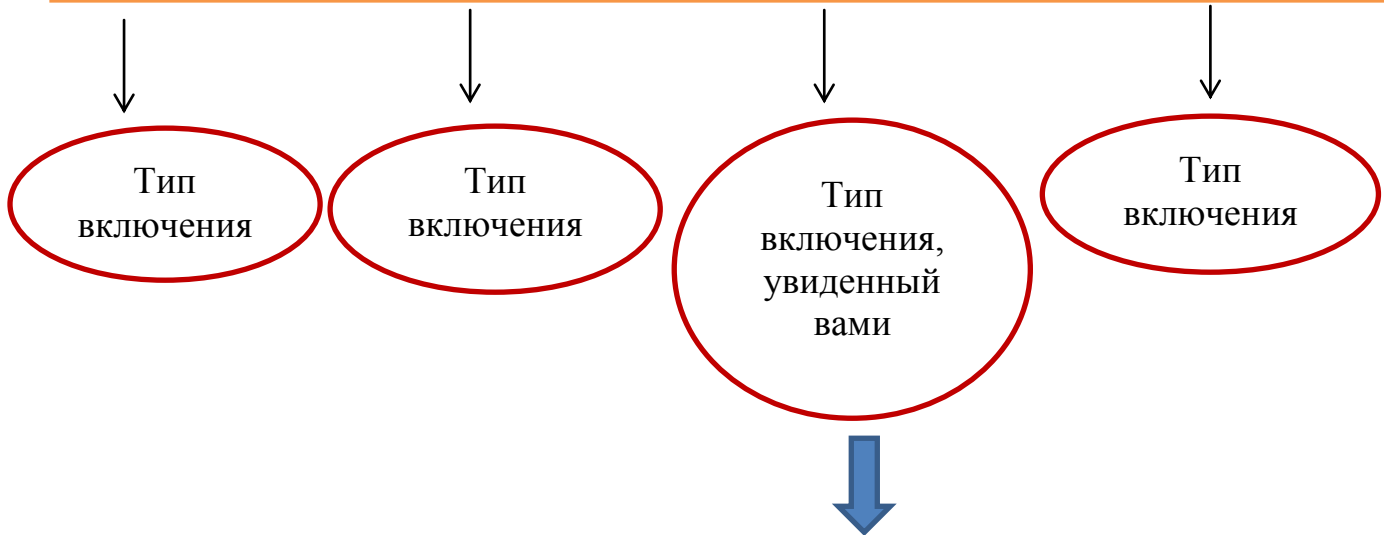 Тип
включения
Тип
включения
Тип
включения,
увиденный
вами
Тип
включения